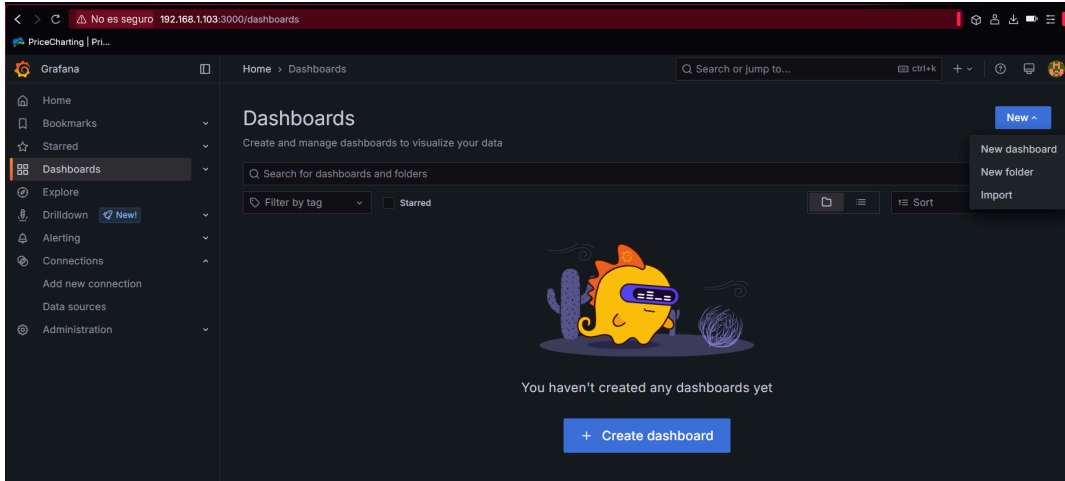 No es seguro 192.168.1.103:3000/dashboards
PriceCharting | Pri...
Grafana
Home › Dashboards
Search or jump to...
ctrl+k
Home
Bookmarks
Starred
Dashboards
Explore
Drilldown New!
Alerting
Connections
Add new connection
Data sources
Administration
Dashboards
New
Create and manage dashboards to visualize your data
New dashboard
New folder
Import
Search for dashboards and folders
Filter by tag
Starred
Sort
You haven't created any dashboards yet
+ Create dashboard